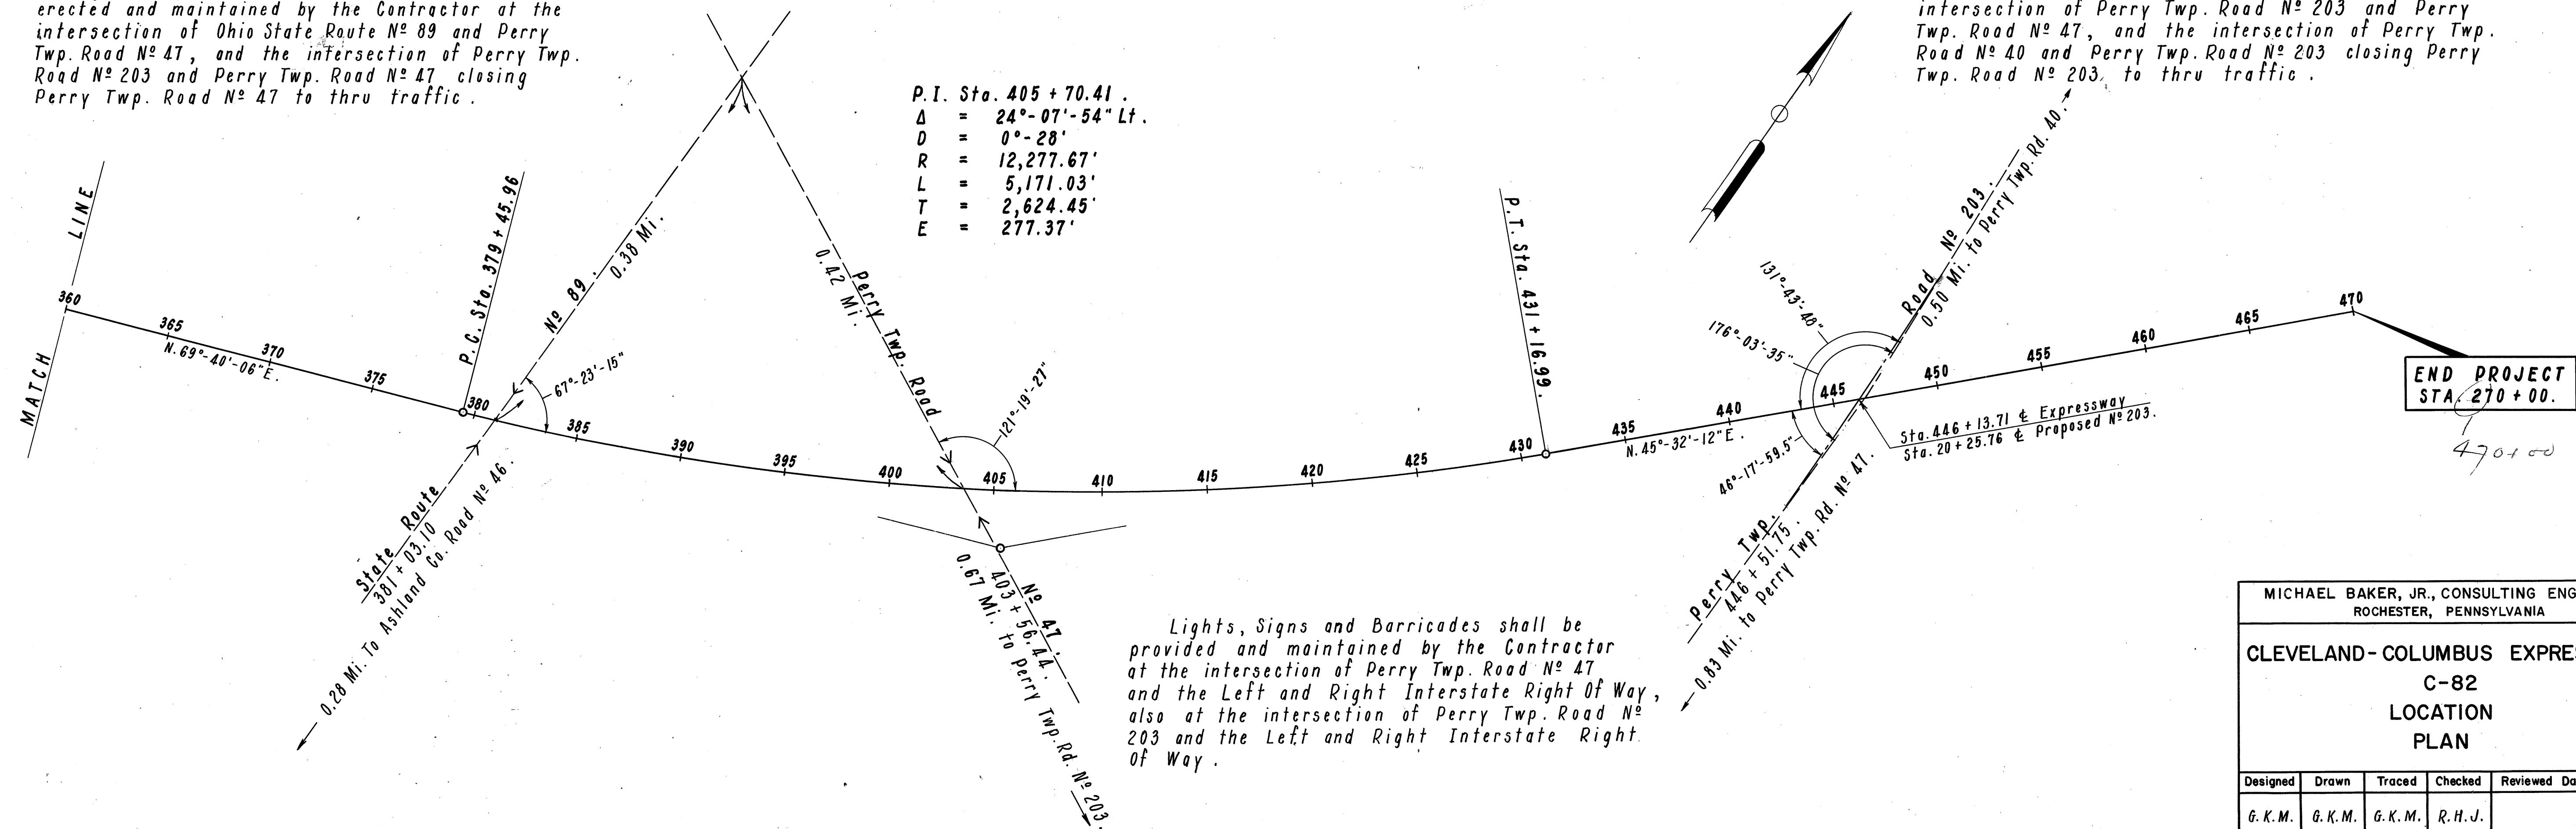 erected and maintained by the Contractor at the
intersection of Ohio State Route Nº 89 and Perry
Twp. Road Nº 47, and the intersection of Perry Twp.
Road Nº 203 and Perry Twp. Road Nº 47 closing
Perry Twp. Road Nº 47 to thru traffic.
intersection of Perry Twp. Road Nº 203 and Perry
Twp. Road Nº 47, and the intersection of Perry Twp.
Road Nº 40 and Perry Twp. Road Nº 203 closing Perry
Twp. Road Nº 203, to thru traffic.
P.I. Sta. 405 + 70.41.
Δ = 24°-07'-54" Lt.
D = 0°-28'
R = 12,277.67'
L = 5,171.03'
T = 2,624.45'
E = 277.37'
MATCH LINE
P.C. Sta. 379 + 45.96
Nº 89.
0.38 Mi.
0.42 Mi.
Perry Twp. Road
P.T. Sta. 431 + 16.99.
131°-43'-48"
176°-03'-35"
Road Nº 203.
0.50 Mi. to Perry Twp. Rd. 40.
360
365
370
375
380
385
390
395
400
405
410
415
420
425
430
435
440
445
450
455
460
465
470
N. 69°-40'-06" E.
67°-23'-15"
121°-19'-27"
N. 45°-32'-12" E.
46°-17'-59.5"
Sta. 446 + 13.71 ℄ Expressway
Sta. 20 + 25.76 ℄ Proposed Nº 203.
END PROJECT
STA. 270 + 00.
470+00
State Route
381 + 03.10
0.28 Mi. To Ashland Co. Road Nº 46.
Nº 47.
403 + 56.44.
0.67 Mi. to Perry Twp. Rd. Nº 203.
Perry Twp.
446 + 51.75.
0.83 Mi. to Perry Twp. Rd. Nº 47.
Lights, Signs and Barricades shall be
provided and maintained by the Contractor
at the intersection of Perry Twp. Road Nº 47
and the Left and Right Interstate Right Of Way,
also at the intersection of Perry Twp. Road Nº
203 and the Left and Right Interstate Right
Of Way.
MICHAEL BAKER, JR., CONSULTING ENG
ROCHESTER, PENNSYLVANIA
CLEVELAND-COLUMBUS EXPRE
C-82
LOCATION
PLAN
Designed Drawn Traced Checked Reviewed Da
G.K.M. G.K.M. G.K.M. R.H.J.